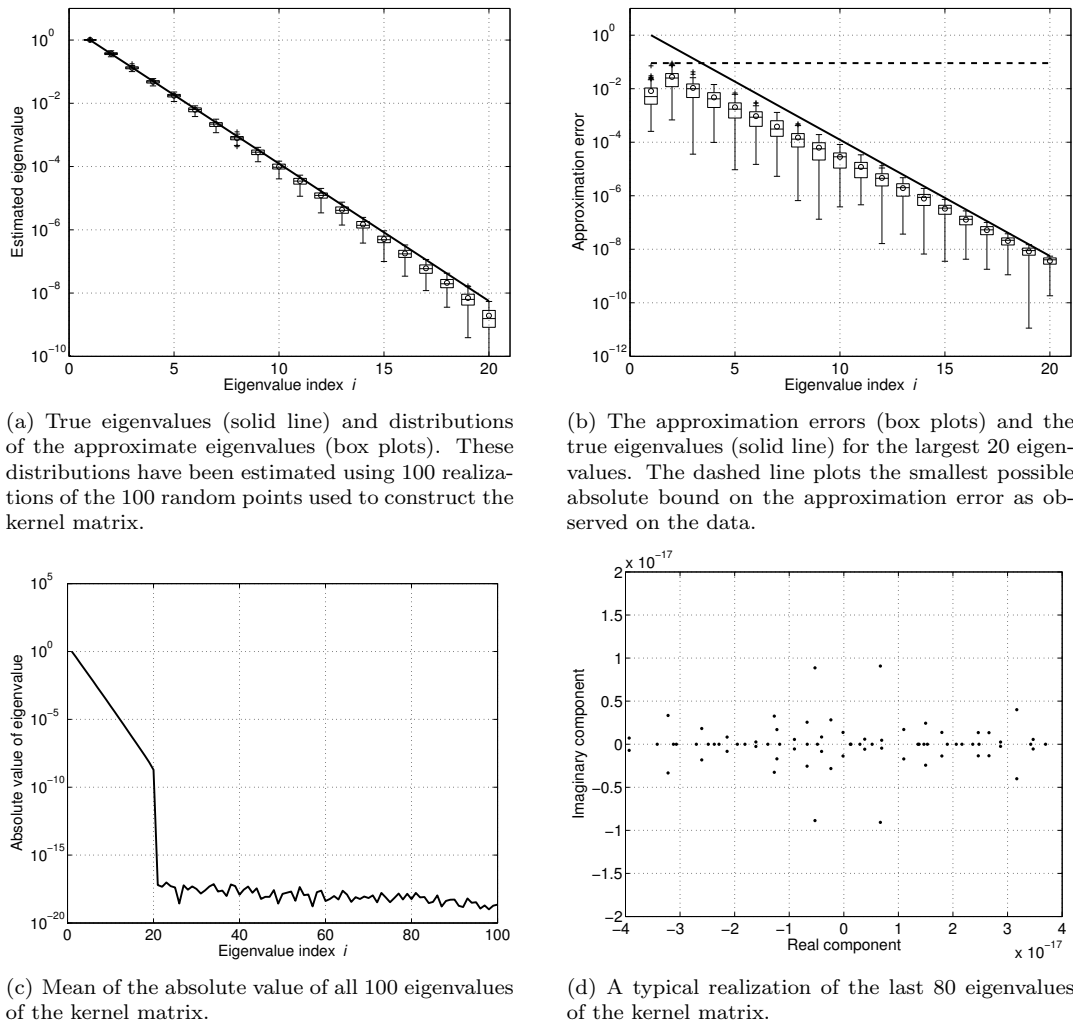 10^0
10^-2
10^-4
10^-6
10^-8
10^-10
Estimated eigenvalue
0 5 10 15 20
Eigenvalue index i
(a) True eigenvalues (solid line) and distributions
of the approximate eigenvalues (box plots). These
distributions have been estimated using 100 realiza-
tions of the 100 random points used to construct the
kernel matrix.
10^0
10^-2
10^-4
10^-6
10^-8
10^-10
10^-12
Approximation error
0 5 10 15 20
Eigenvalue index i
(b) The approximation errors (box plots) and the
true eigenvalues (solid line) for the largest 20 eigen-
values. The dashed line plots the smallest possible
absolute bound on the approximation error as ob-
served on the data.
10^5
10^0
10^-5
10^-10
10^-15
10^-20
Absolute value of eigenvalue
0 20 40 60 80 100
Eigenvalue index i
(c) Mean of the absolute value of all 100 eigenvalues
of the kernel matrix.
x 10^-17
2
1.5
1
0.5
0
−0.5
−1
−1.5
−2
Imaginary component
−4 −3 −2 −1 0 1 2 3 4
Real component
x 10^-17
(d) A typical realization of the last 80 eigenvalues
of the kernel matrix.